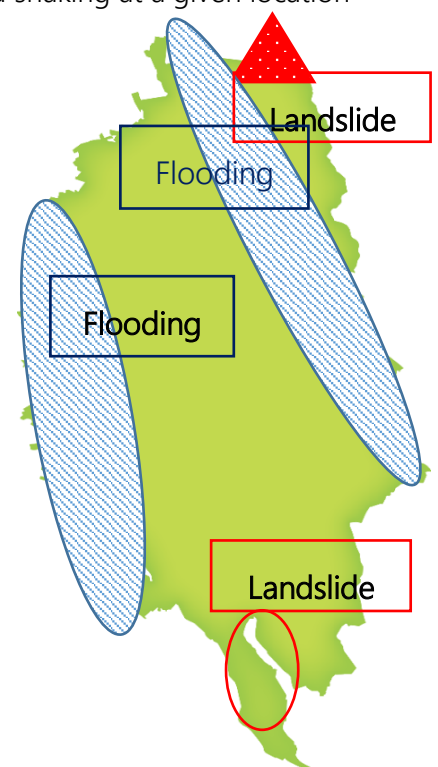 shaking at a given location
Landslide
Flooding
Flooding
Landslide